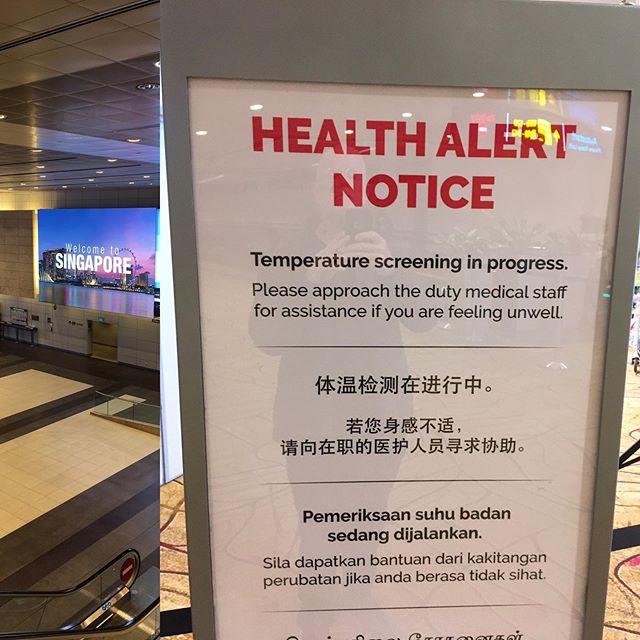 Welcome to
SINGAPORE
HEALTH ALERT
NOTICE
Temperature screening in progress.
Please approach the duty medical staff
for assistance if you are feeling unwell.
体温检测在进行中。
若您身感不适，
请向在职的医护人员寻求协助。
Pemeriksaan suhu badan
sedang dijalankan.
Sila dapatkan bantuan dari kakitangan
perubatan jika anda berasa tidak sihat.